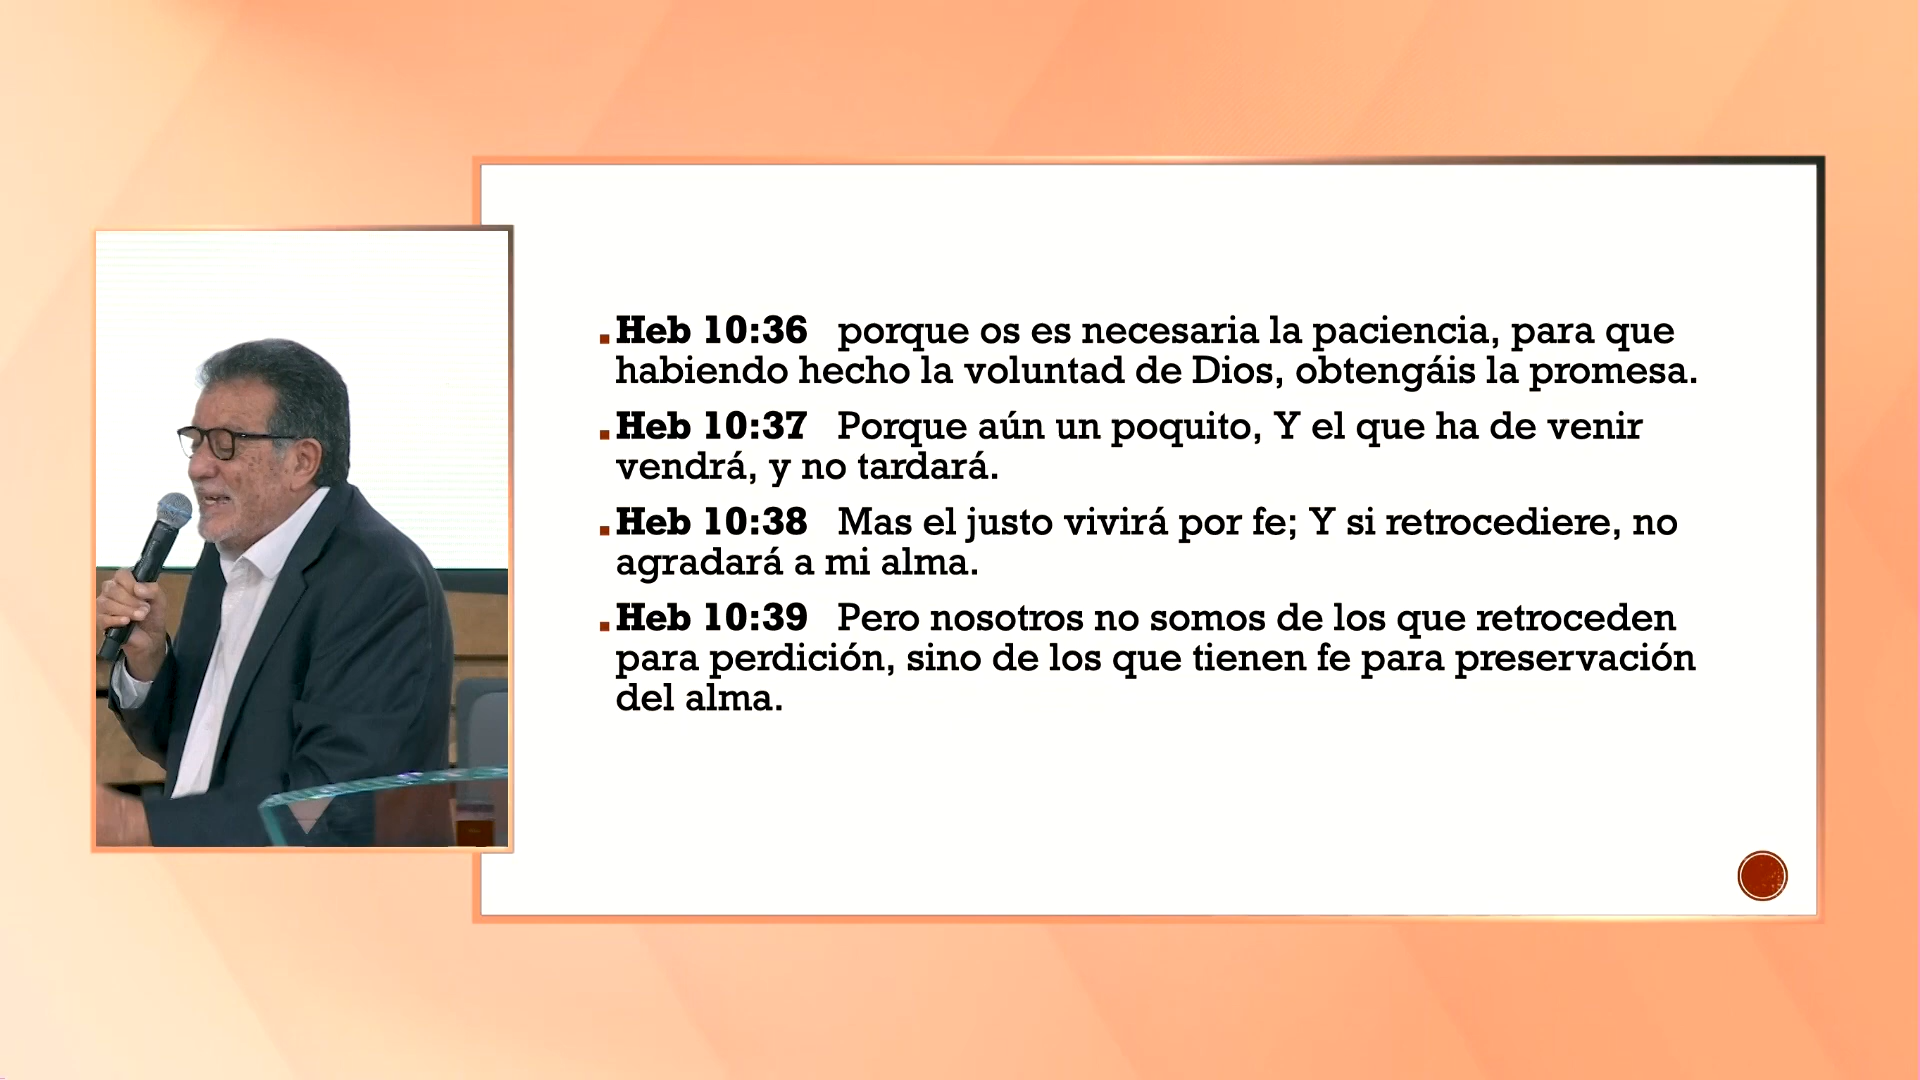 Heb 10:36 porque os es necesaria la paciencia, para que
habiendo hecho la voluntad de Dios, obtengáis la promesa.
Heb 10:37 Porque aún un poquito, Y el que ha de venir
vendrá, y no tardará.
Heb 10:38 Mas el justo vivirá por fe; Y si retrocediere, no
agradará a mi alma.
Heb 10:39 Pero nosotros no somos de los que retroceden
para perdición, sino de los que tienen fe para preservación
del alma.